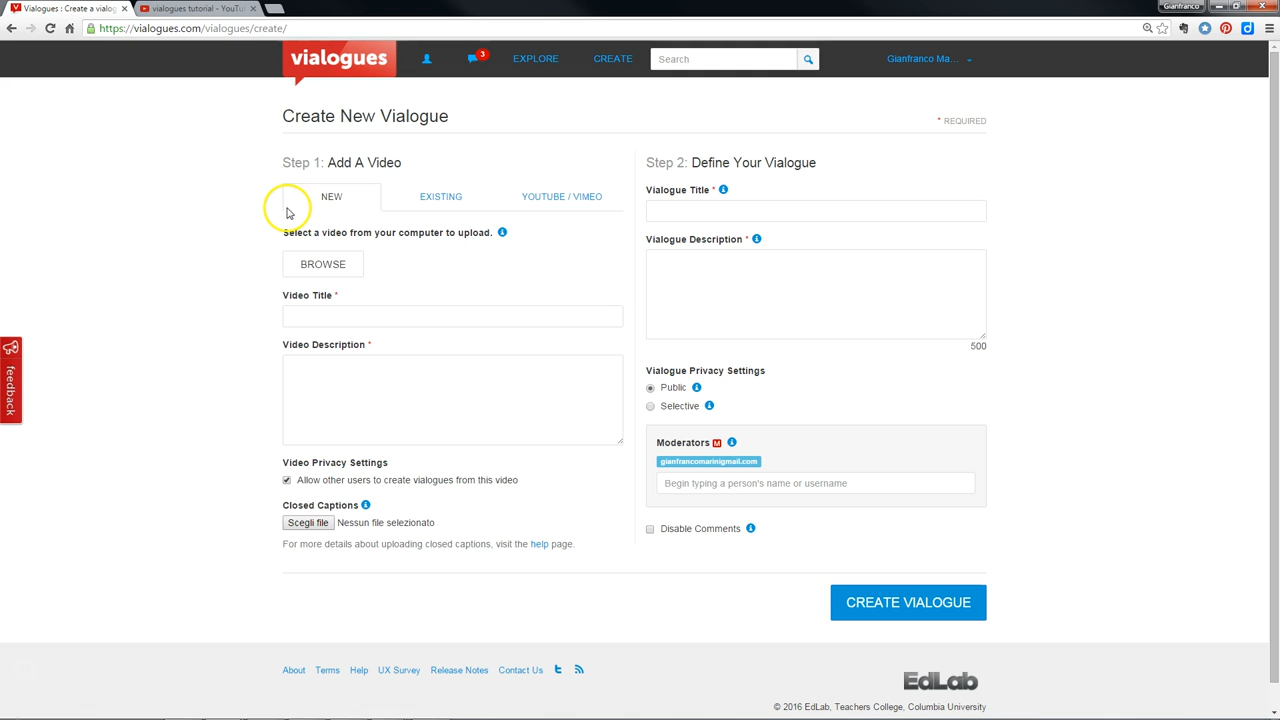 Vialogues : Create a vialog
vialogues tutorial - YouTu
Gianfranco
https://vialogues.com/vialogues/create/
vialogues
3
EXPLORE
CREATE
Search
Gianfranco Ma...
Create New Vialogue
* REQUIRED
Step 1: Add A Video
NEW
EXISTING
YOUTUBE / VIMEO
Select a video from your computer to upload.
BROWSE
Video Title *
Video Description *
Video Privacy Settings
Allow other users to create vialogues from this video
Closed Captions
Scegli file Nessun file selezionato
For more details about uploading closed captions, visit the help page.
Step 2: Define Your Vialogue
Vialogue Title *
Vialogue Description *
500
Vialogue Privacy Settings
Public
Selective
Moderators M
gianfrancomarinigmail.com
Begin typing a person's name or username
Disable Comments
CREATE VIALOGUE
feedback
About Terms Help UX Survey Release Notes Contact Us
EdLab
© 2016 EdLab, Teachers College, Columbia University